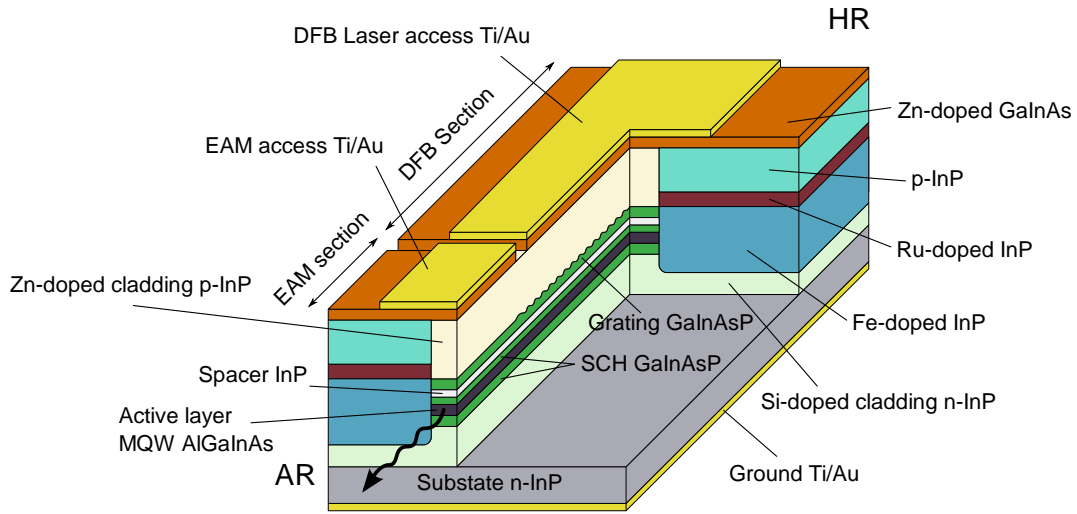 HR
DFB Laser access Ti/Au
Zn-doped GaInAs
DFB Section
EAM access Ti/Au
p-InP
Ru-doped InP
EAM section
Zn-doped cladding p-InP
Fe-doped InP
Grating GaInAsP
SCH GaInAsP
Spacer InP
Si-doped cladding n-InP
Active layer
MQW AlGaInAs
AR
Substate n-InP
Ground Ti/Au